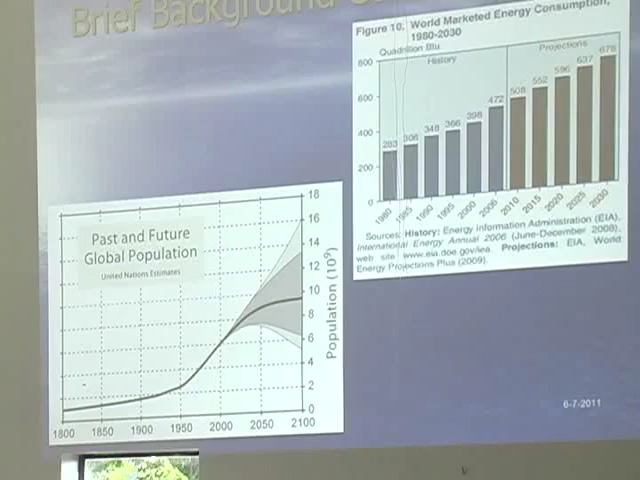 Brief Background
Figure 10. World Marketed Energy Consumption,
1980-2030
Quadrillion Btu
History
Projections
800
600
400
200
0
283
306
348
366
398
472
508
552
596
637
678
1980
1985
1990
1995
2000
2006
2010
2015
2020
2025
2030
Sources: History: Energy Information Administration (EIA),
International Energy Annual 2006 (June-December 2008),
web site www.eia.doe.gov/iea. Projections: EIA, World
Energy Projections Plus (2009).
Past and Future
Global Population
United Nations Estimates
18
16
14
12
10
8
6
4
2
0
Population (10⁹)
1800 1850 1900 1950 2000 2050 2100
6-7-2011